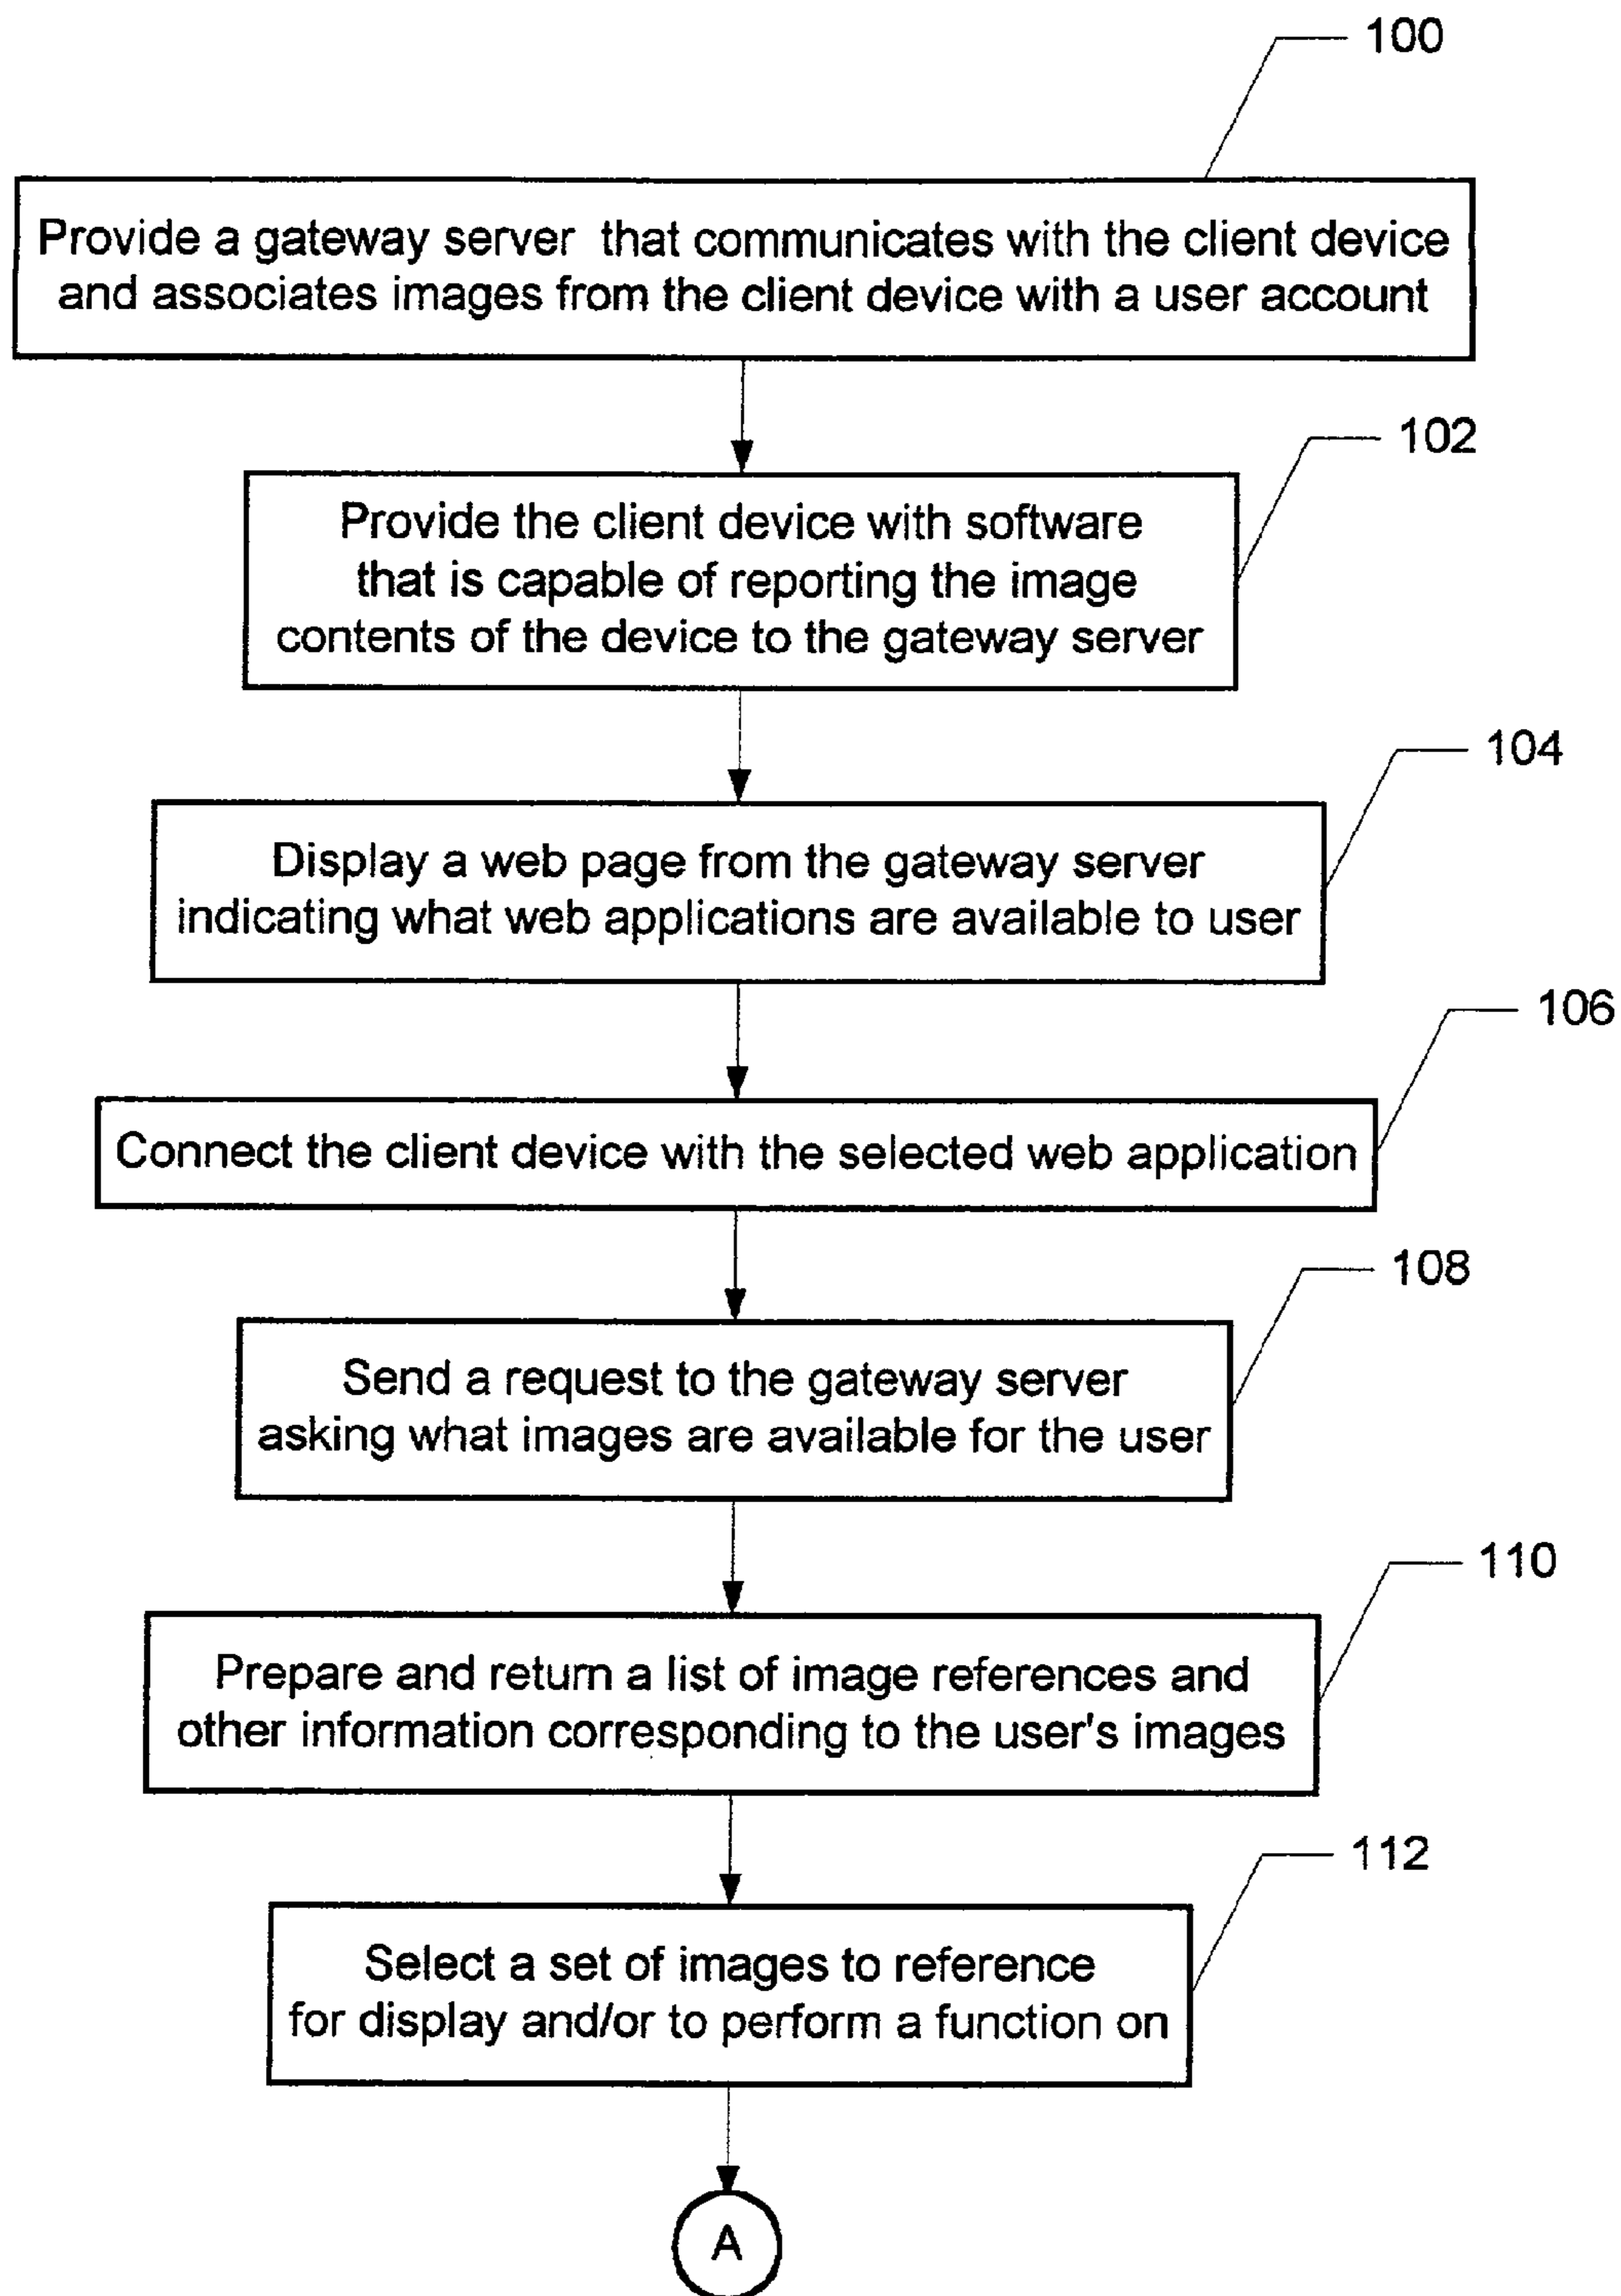 100
Provide a gateway server that communicates with the client device
and associates images from the client device with a user account
102
Provide the client device with software
that is capable of reporting the image
contents of the device to the gateway server
104
Display a web page from the gateway server
indicating what web applications are available to user
106
Connect the client device with the selected web application
108
Send a request to the gateway server
asking what images are available for the user
110
Prepare and return a list of image references and
other information corresponding to the user's images
112
Select a set of images to reference
for display and/or to perform a function on
A